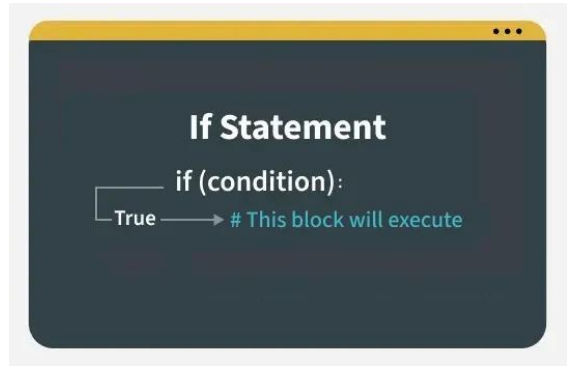 If Statement
if (condition):
True # This block will execute